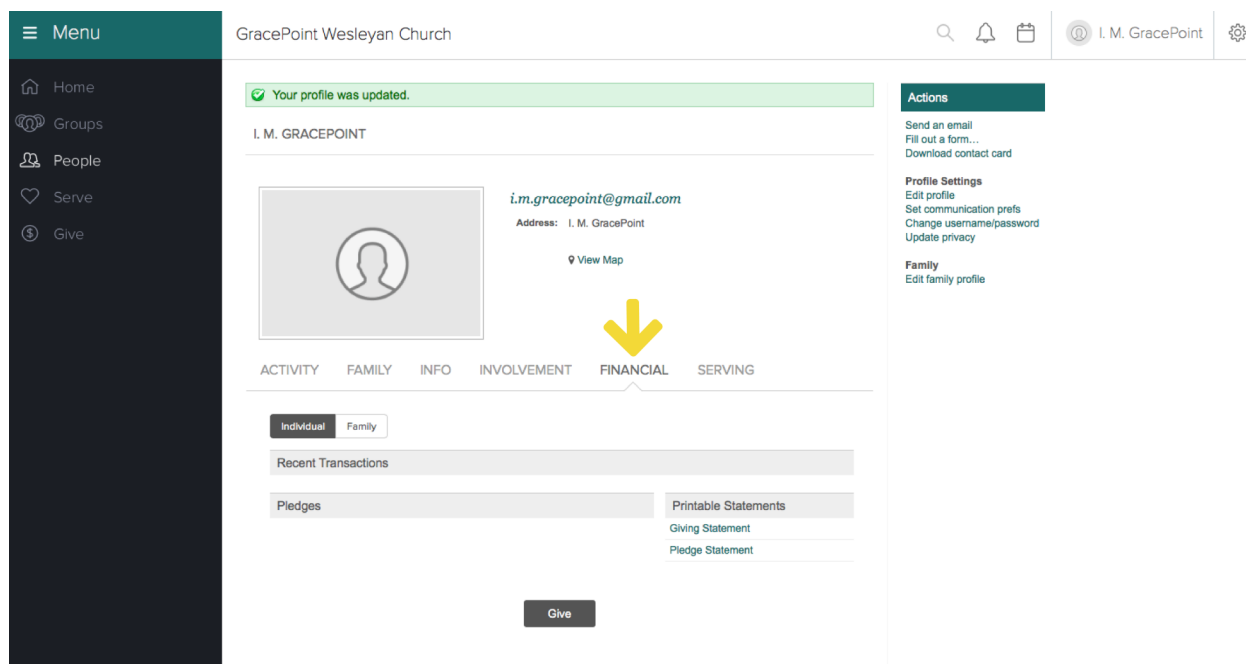 Menu
GracePoint Wesleyan Church
I. M. GracePoint
Home
Groups
People
Serve
Give
Your profile was updated.
I. M. GRACEPOINT
i.m.gracepoint@gmail.com
Address: I. M. GracePoint
View Map
ACTIVITY FAMILY INFO INVOLVEMENT FINANCIAL SERVING
Individual Family
Recent Transactions
Pledges
Printable Statements
Giving Statement
Pledge Statement
Give
Actions
Send an email
Fill out a form...
Download contact card
Profile Settings
Edit profile
Set communication prefs
Change username/password
Update privacy
Family
Edit family profile